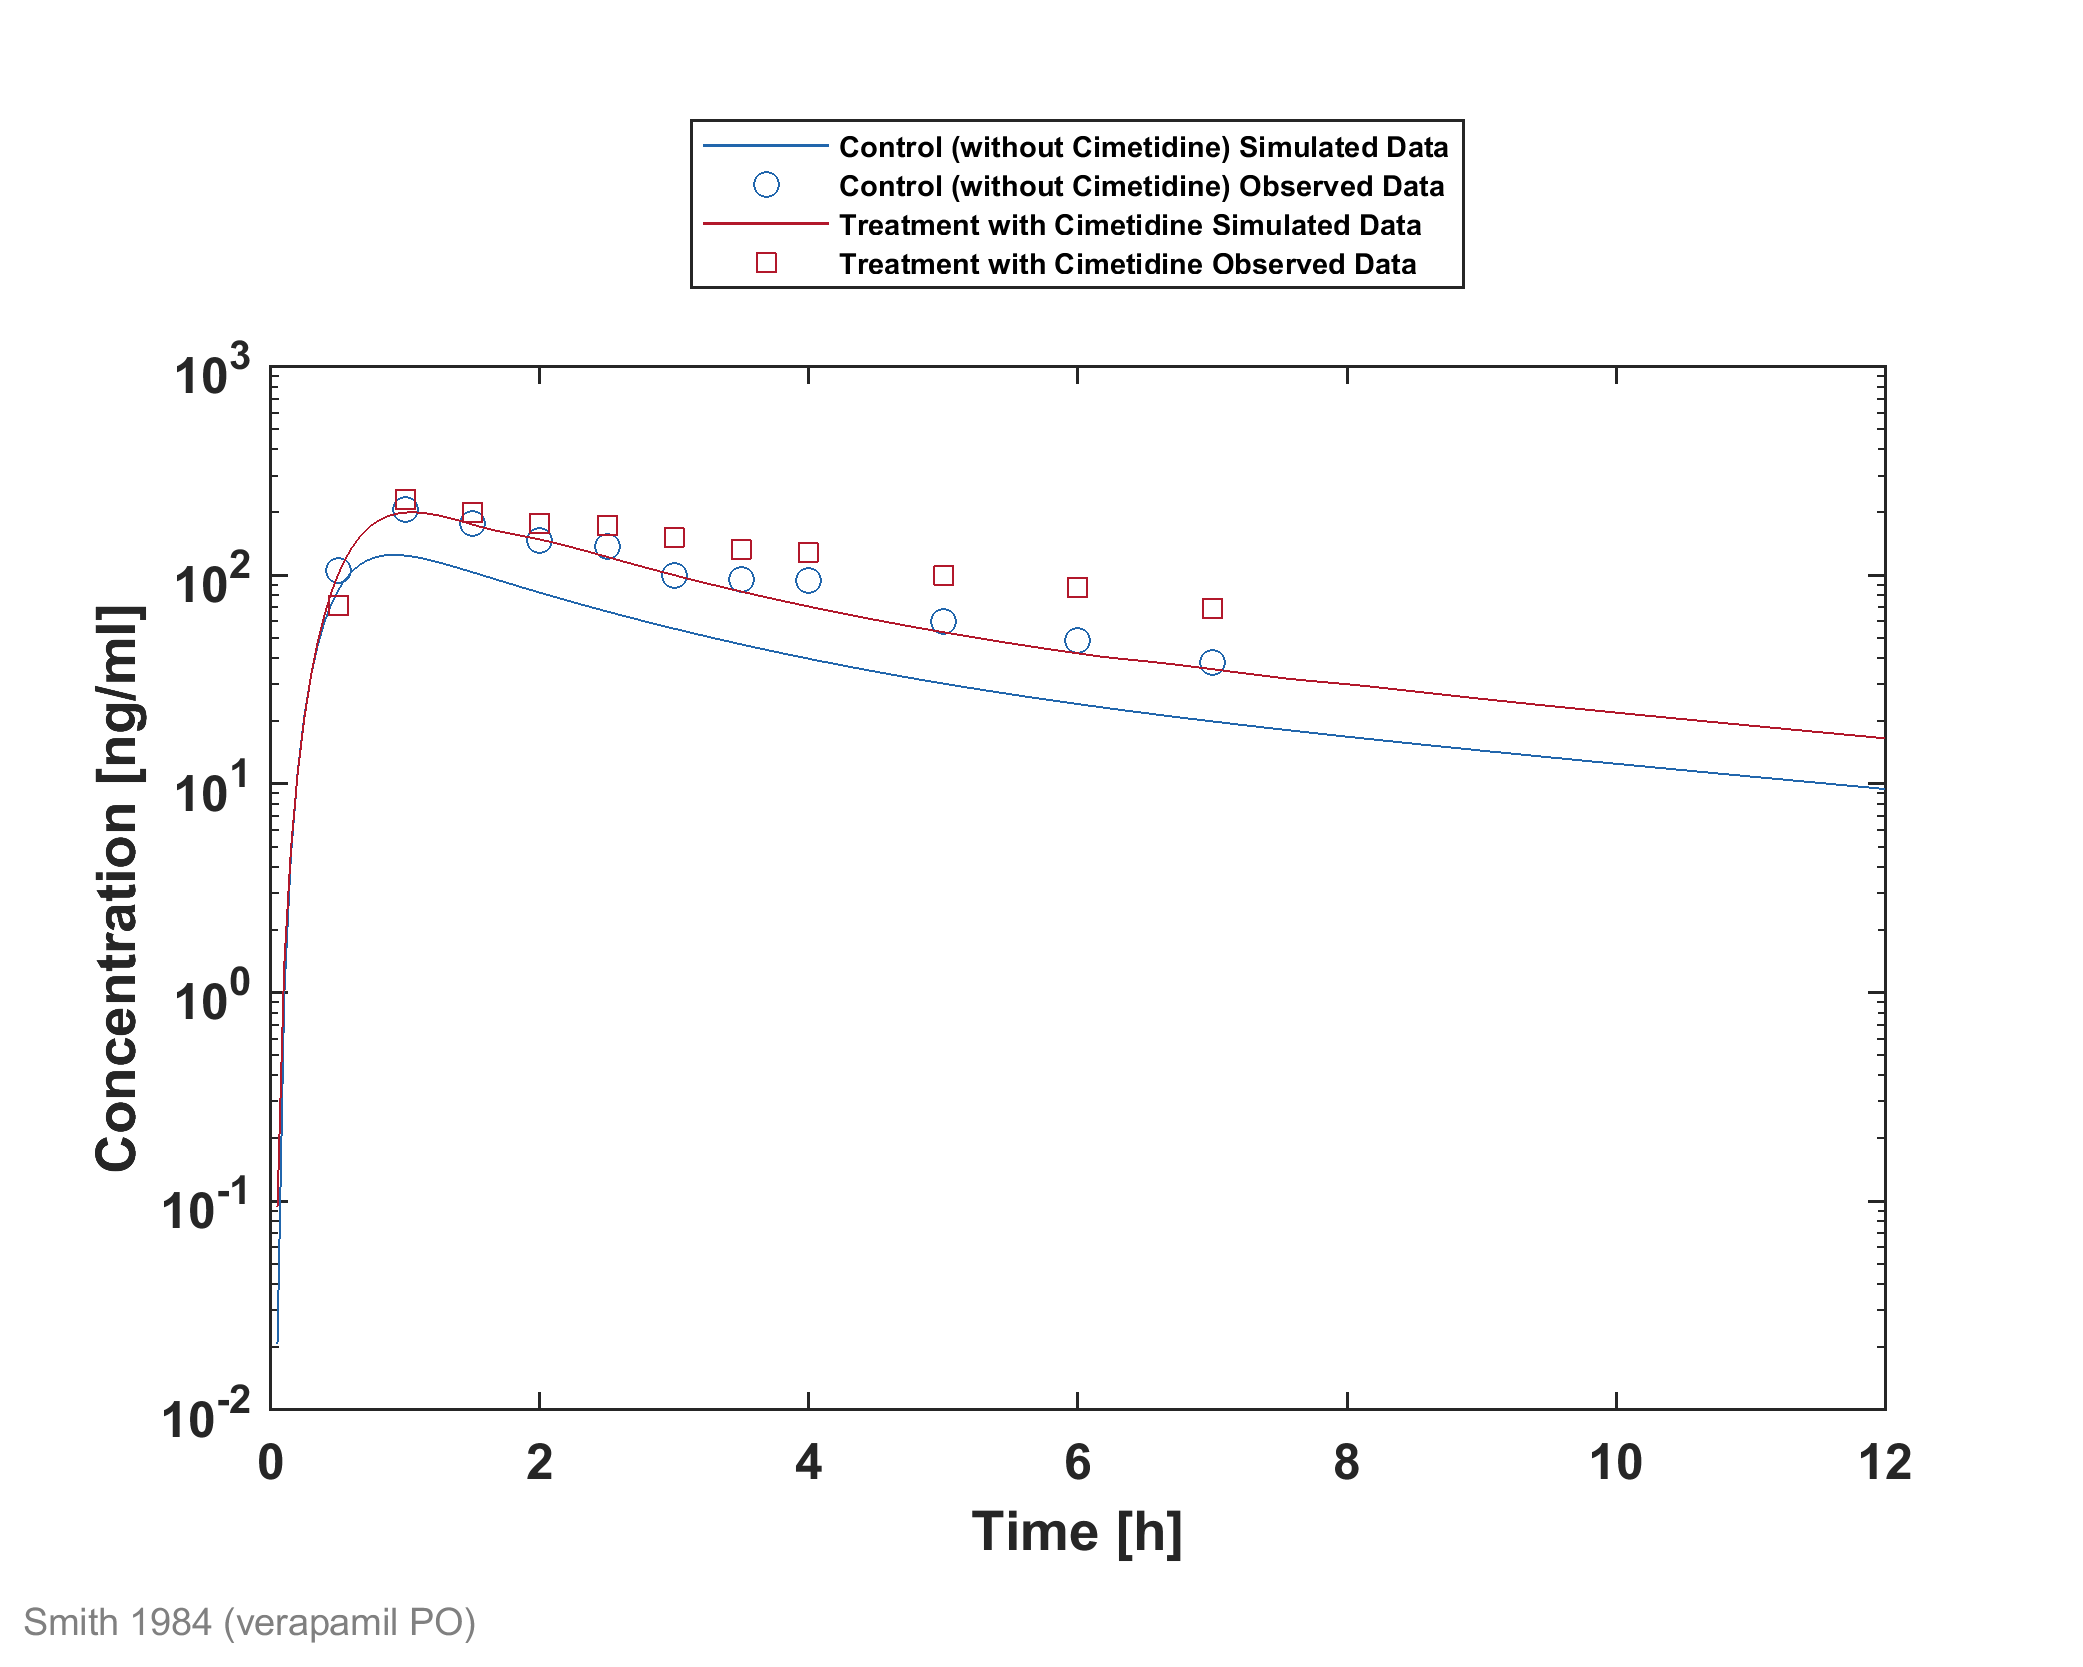 Control (without Cimetidine) Simulated Data
Control (without Cimetidine) Observed Data
Treatment with Cimetidine Simulated Data
Treatment with Cimetidine Observed Data
10^3
10^2
10^1
10^0
10^-1
10^-2
Concentration [ng/ml]
0 2 4 6 8 10 12
Time [h]
Smith 1984 (verapamil PO)